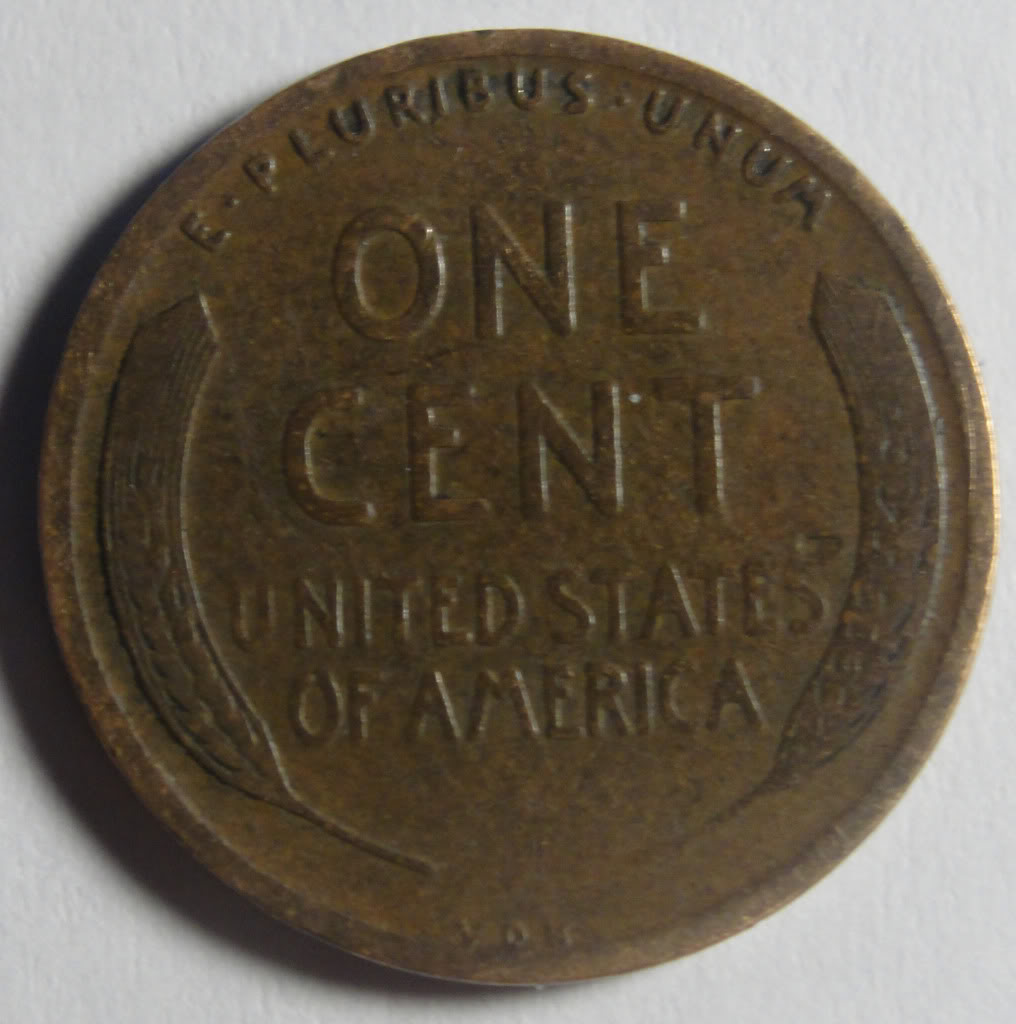 E·PLURIBUS·UNUM
ONE
CENT
UNITED STATES
OF AMERICA
V.D.B.